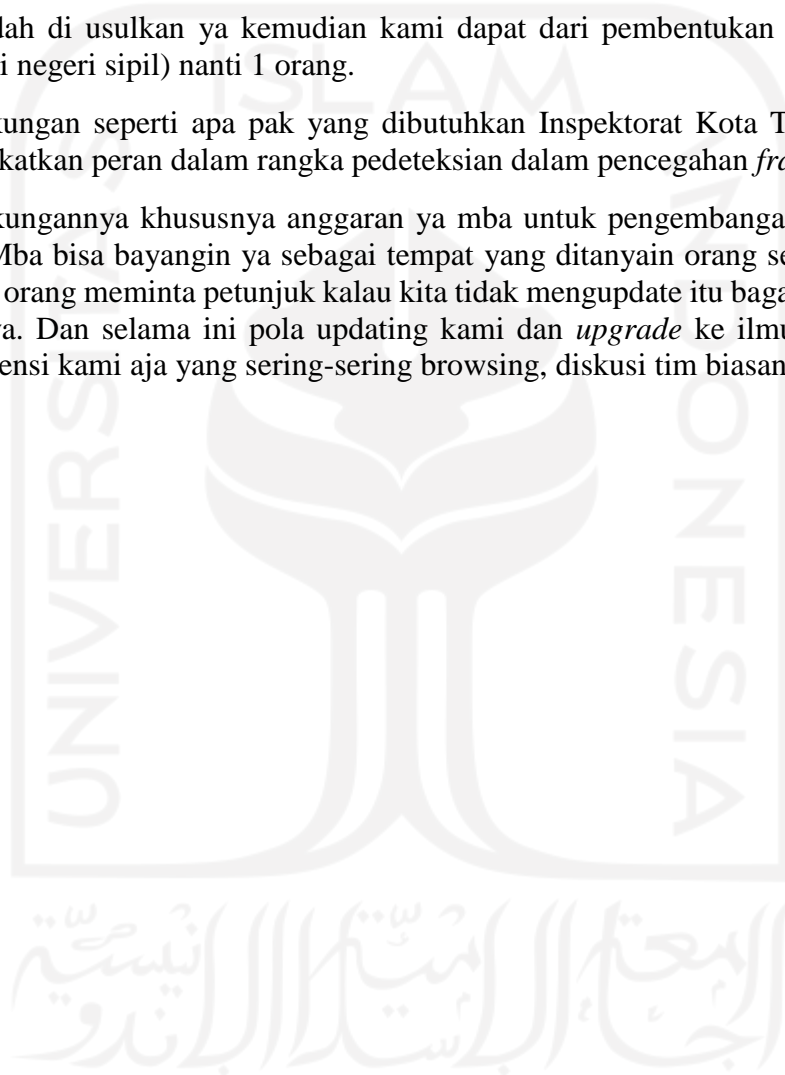 dah di usulkan ya kemudian kami dapat dari pembentukan
i negeri sipil) nanti 1 orang.
kungan seperti apa pak yang dibutuhkan Inspektorat Kota T
katkan peran dalam rangka pedeteksian dalam pencegahan fra
kungannya khususnya anggaran ya mba untuk pengembanga
Mba bisa bayangin ya sebagai tempat yang ditanyain orang se
orang meminta petunjuk kalau kita tidak mengupdate itu baga
va. Dan selama ini pola updating kami dan upgrade ke ilmu
ensi kami aja yang sering-sering browsing, diskusi tim biasan
ISLAM
UNIVERSITAS
INDONESIA